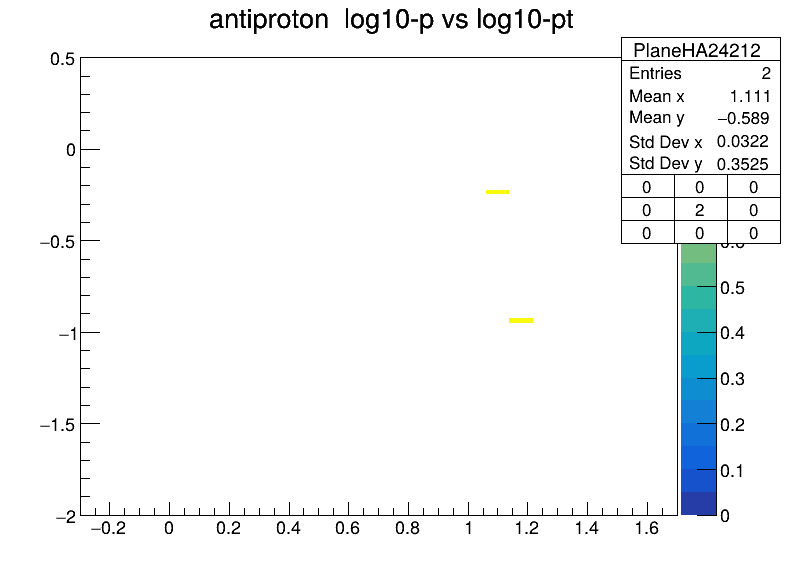 antiproton log10-p vs log10-pt
PlaneHA24212
Entries 2
Mean x 1.111
Mean y −0.589
Std Dev x 0.0322
Std Dev y 0.3525
0 0 0
0 2 0
0 0 0
0.5
0
−0.5
−1
−1.5
−2
−0.2 0 0.2 0.4 0.6 0.8 1 1.2 1.4 1.6
0.5
0.4
0.3
0.2
0.1
0